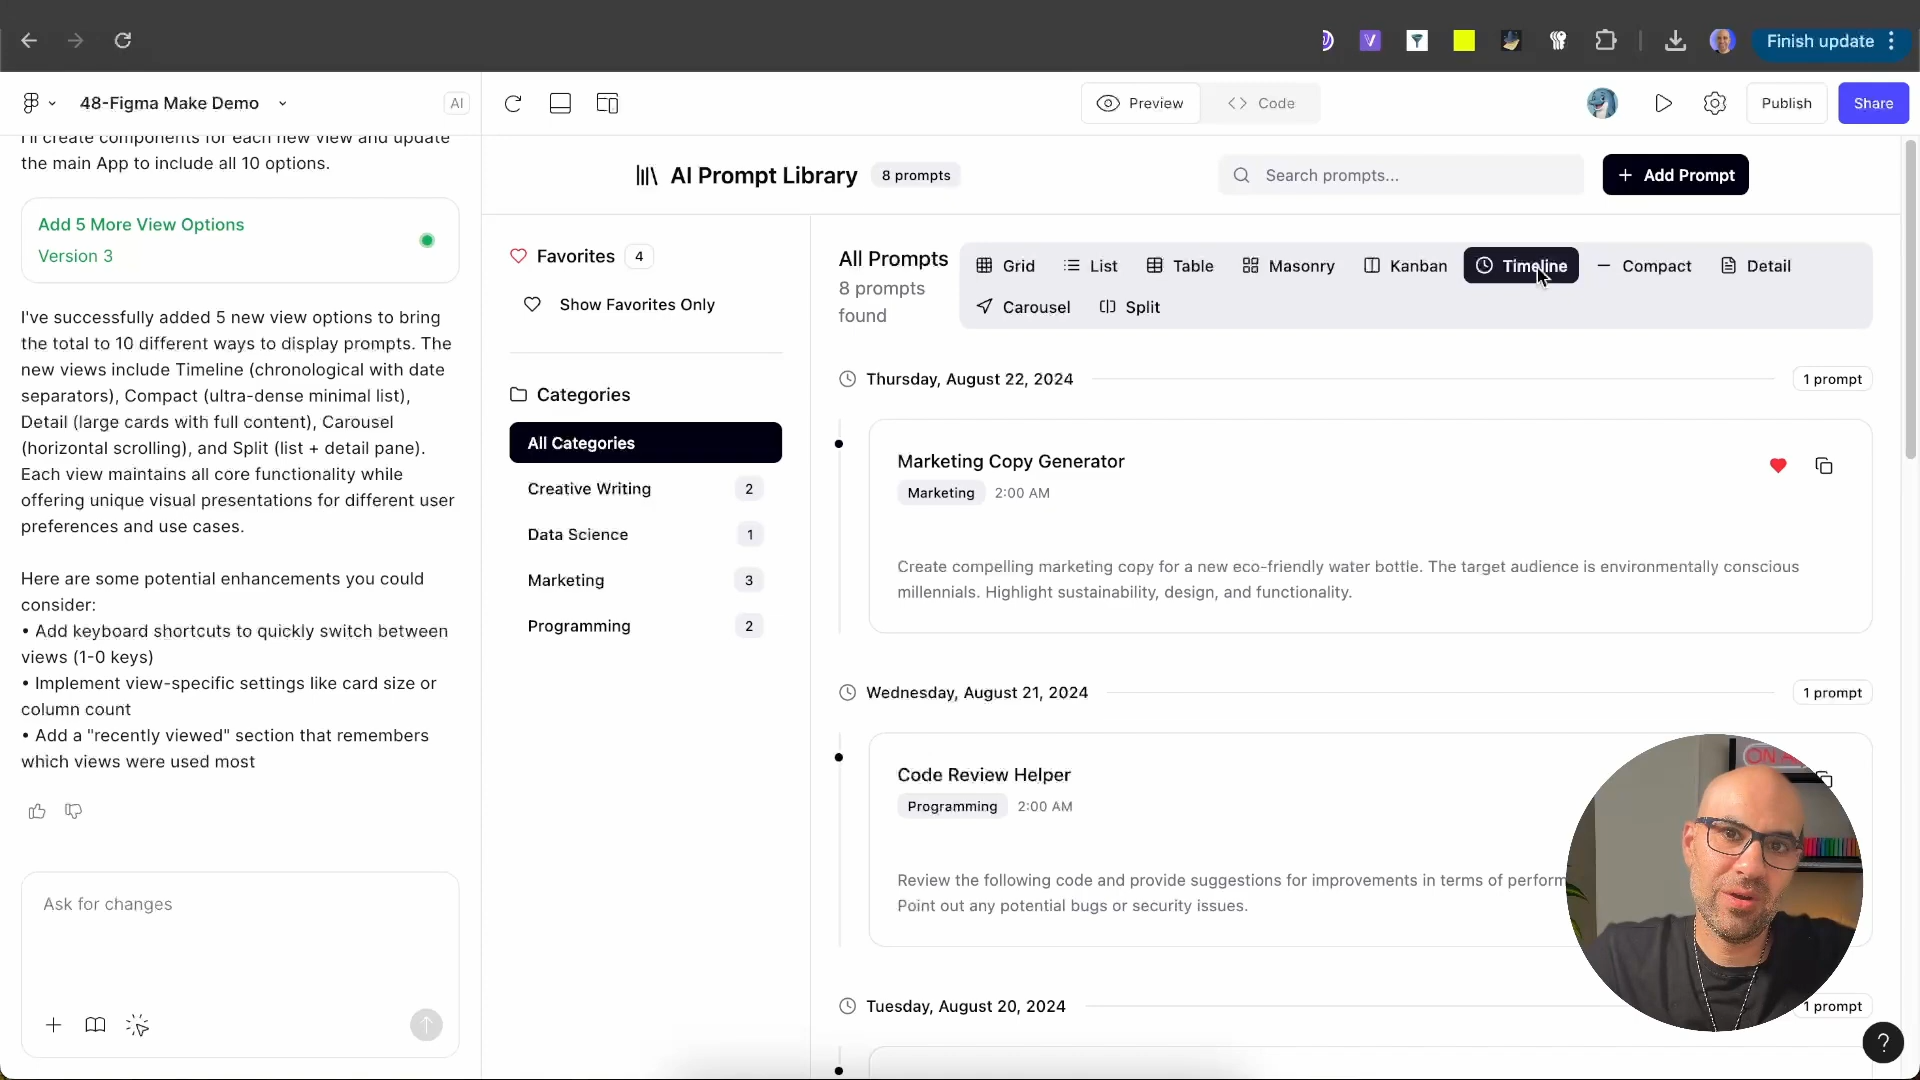 Finish update
48-Figma Make Demo
AI
Preview
Code
Publish
Share
I'll create components for each new view and update
the main App to include all 10 options.
Add 5 More View Options
Version 3
I've successfully added 5 new view options to bring
the total to 10 different ways to display prompts. The
new views include Timeline (chronological with date
separators), Compact (ultra-dense minimal list),
Detail (large cards with full content), Carousel
(horizontal scrolling), and Split (list + detail pane).
Each view maintains all core functionality while
offering unique visual presentations for different user
preferences and use cases.
Here are some potential enhancements you could
consider:
• Add keyboard shortcuts to quickly switch between
views (1-0 keys)
• Implement view-specific settings like card size or
column count
• Add a "recently viewed" section that remembers
which views were used most
Ask for changes
AI Prompt Library
8 prompts
Search prompts...
+ Add Prompt
Favorites
4
Show Favorites Only
Categories
All Categories
Creative Writing 2
Data Science 1
Marketing 3
Programming 2
All Prompts
8 prompts
found
Grid List Table Masonry Kanban Timeline Compact Detail
Carousel Split
Thursday, August 22, 2024
1 prompt
Marketing Copy Generator
Marketing 2:00 AM
Create compelling marketing copy for a new eco-friendly water bottle. The target audience is environmentally conscious
millennials. Highlight sustainability, design, and functionality.
Wednesday, August 21, 2024
1 prompt
Code Review Helper
Programming 2:00 AM
Review the following code and provide suggestions for improvements in terms of perform
Point out any potential bugs or security issues.
ON A
Tuesday, August 20, 2024
1 prompt
?